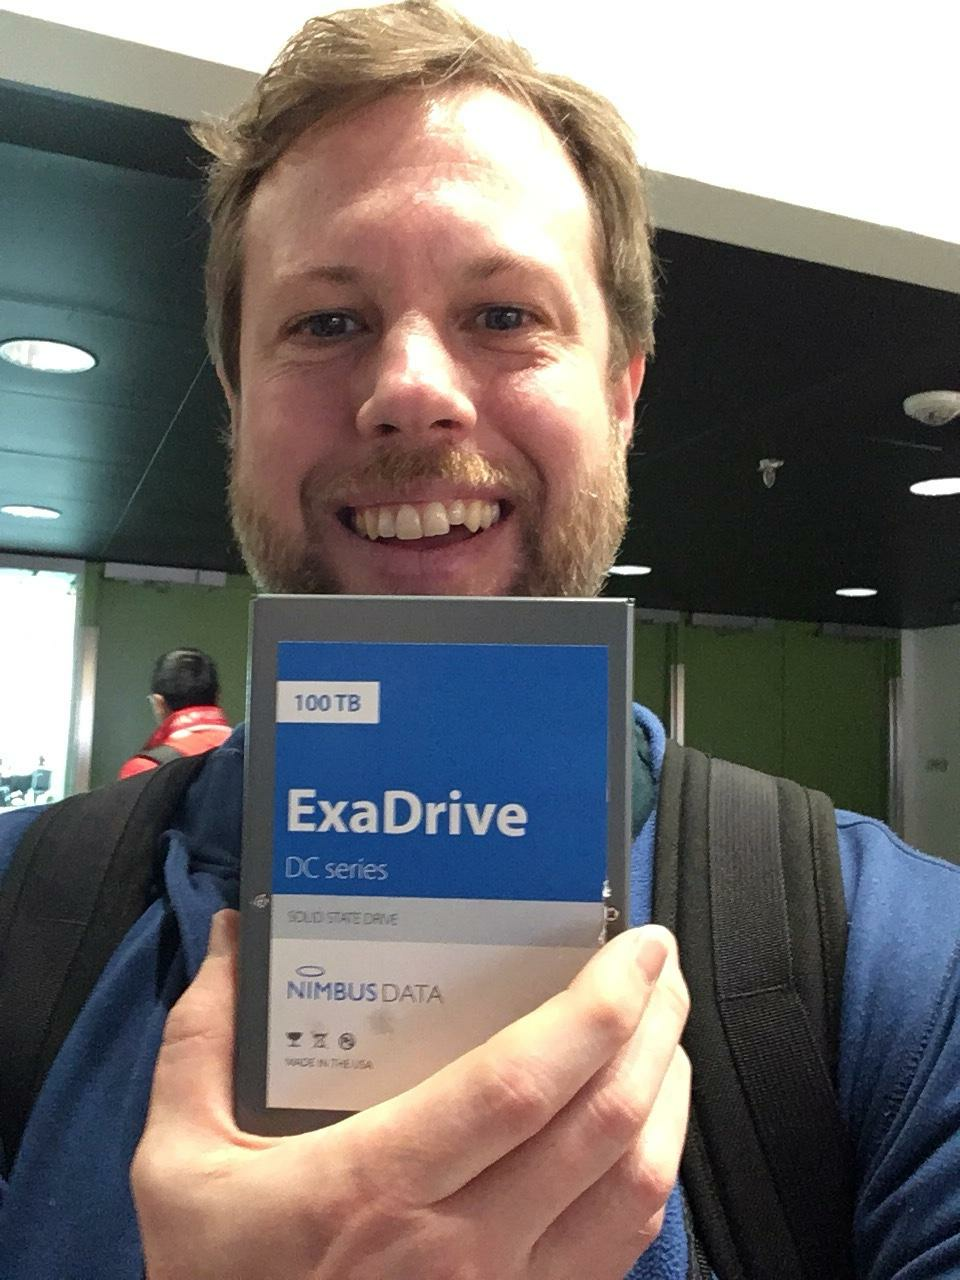 100 TB
ExaDrive
DC series
SOLID STATE DRIVE
NIMBUS DATA
MADE IN THE USA